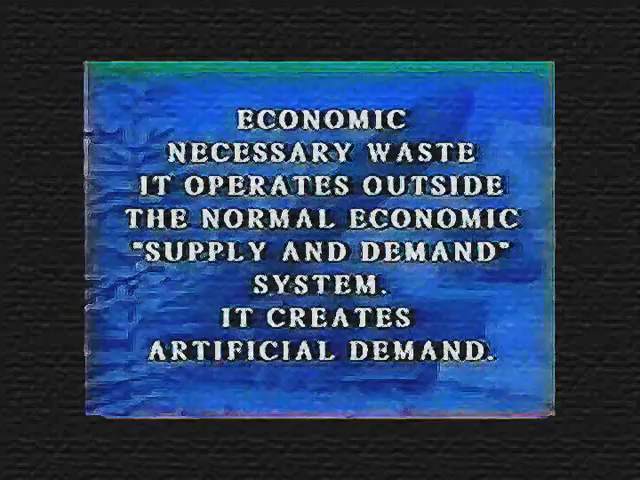 ECONOMIC
NECESSARY WASTE
IT OPERATES OUTSIDE
THE NORMAL ECONOMIC
"SUPPLY AND DEMAND"
SYSTEM.
IT CREATES
ARTIFICIAL DEMAND.